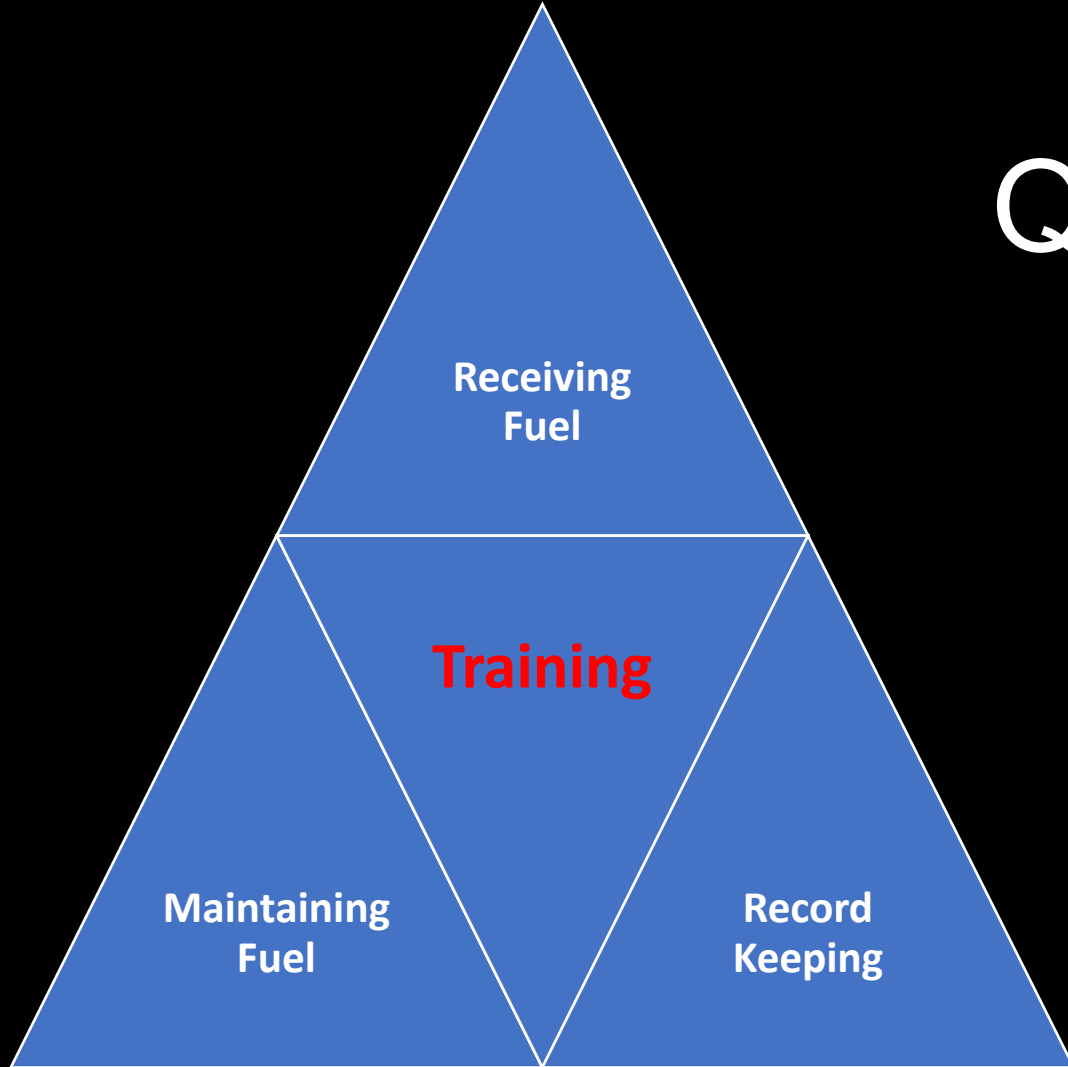 Q
Receiving
Fuel
Training
Maintaining
Fuel
Record
Keeping